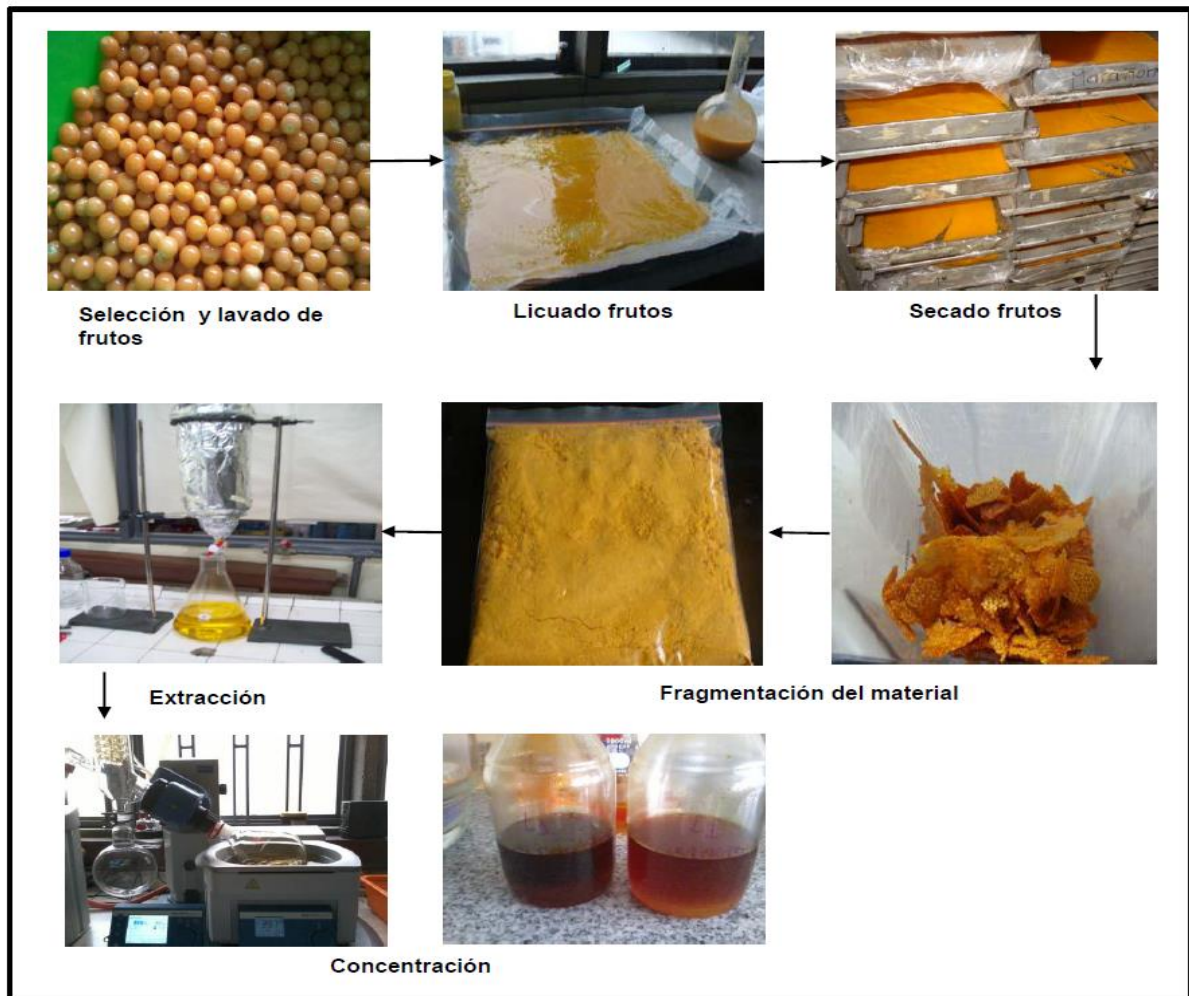 Selección y lavado de
frutos
Licuado frutos
Secado frutos
Extracción
Fragmentación del material
Concentración